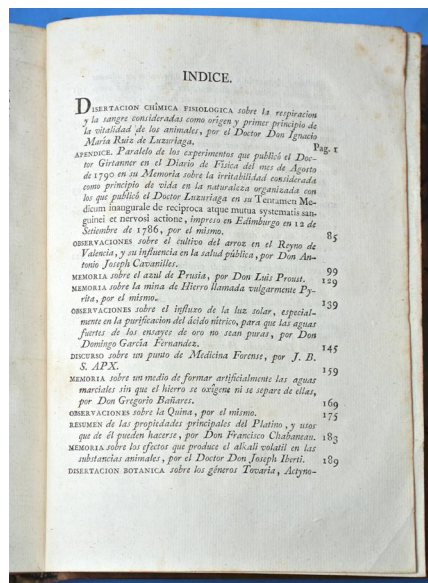 INDICE.
DISERTACION CHÎMICA FISIOLOGICA sobre la respiracion
y la sangre consideradas como origen y primer principio de
la vitalidad de los animales, por el Doctor Don Ignacio
Maria Ruiz de Luzuriaga. Pag. 1
APENDICE. Paralelo de los experimentos que publicó el Doc-
tor Girtanner en el Diario de Fisica del mes de Agosto
de 1790 en su Memoria sobre la irritabilidad considerada
como principio de vida en la naturaleza organizada con
los que publicó el Doctor Luzuriaga en su Tentamen Me-
dicum inaugurale de reciproca atque mutua systematis san-
guinei et nervosi actione, impreso en Edimburgo en 12 de
Setiembre de 1786, por el mismo. 85
OBSERVACIONES sobre el cultivo del arroz en el Reyno de
Valencia, y su influencia en la salud pública, por Don An-
tonio Joseph Cavanilles. 99
MEMORIA sobre el azul de Prusia, por Don Luis Proust. 129
MEMORIA sobre la mina de Hierro llamada vulgarmente Py-
rita, por el mismo. 139
OBSERVACIONES sobre el influxo de la luz solar, especial-
mente en la purificacion del ácido nítrico, para que las aguas
fuertes de los ensayes de oro no sean puras, por Don
Domingo García Fernandez. 145
DISCURSO sobre un punto de Medicina Forense, por J. B.
S. APX. 159
MEMORIA sobre un medio de formar artificialmente las aguas
marciales sin que el hierro se oxîgene ni se separe de ellas,
por Don Gregorio Bañares. 169
OBSERVACIONES sobre la Quina, por el mismo. 175
RESUMEN de las propiedades principales del Platino, y usos
que de él pueden hacerse, por Don Francisco Chabaneau. 183
MEMORIA sobre los efectos que produce el alkali volatil en las
substancias animales, por el Doctor Don Joseph Iberti. 189
DISERTACION BOTANICA sobre los géneros Tovaria, Actyno-